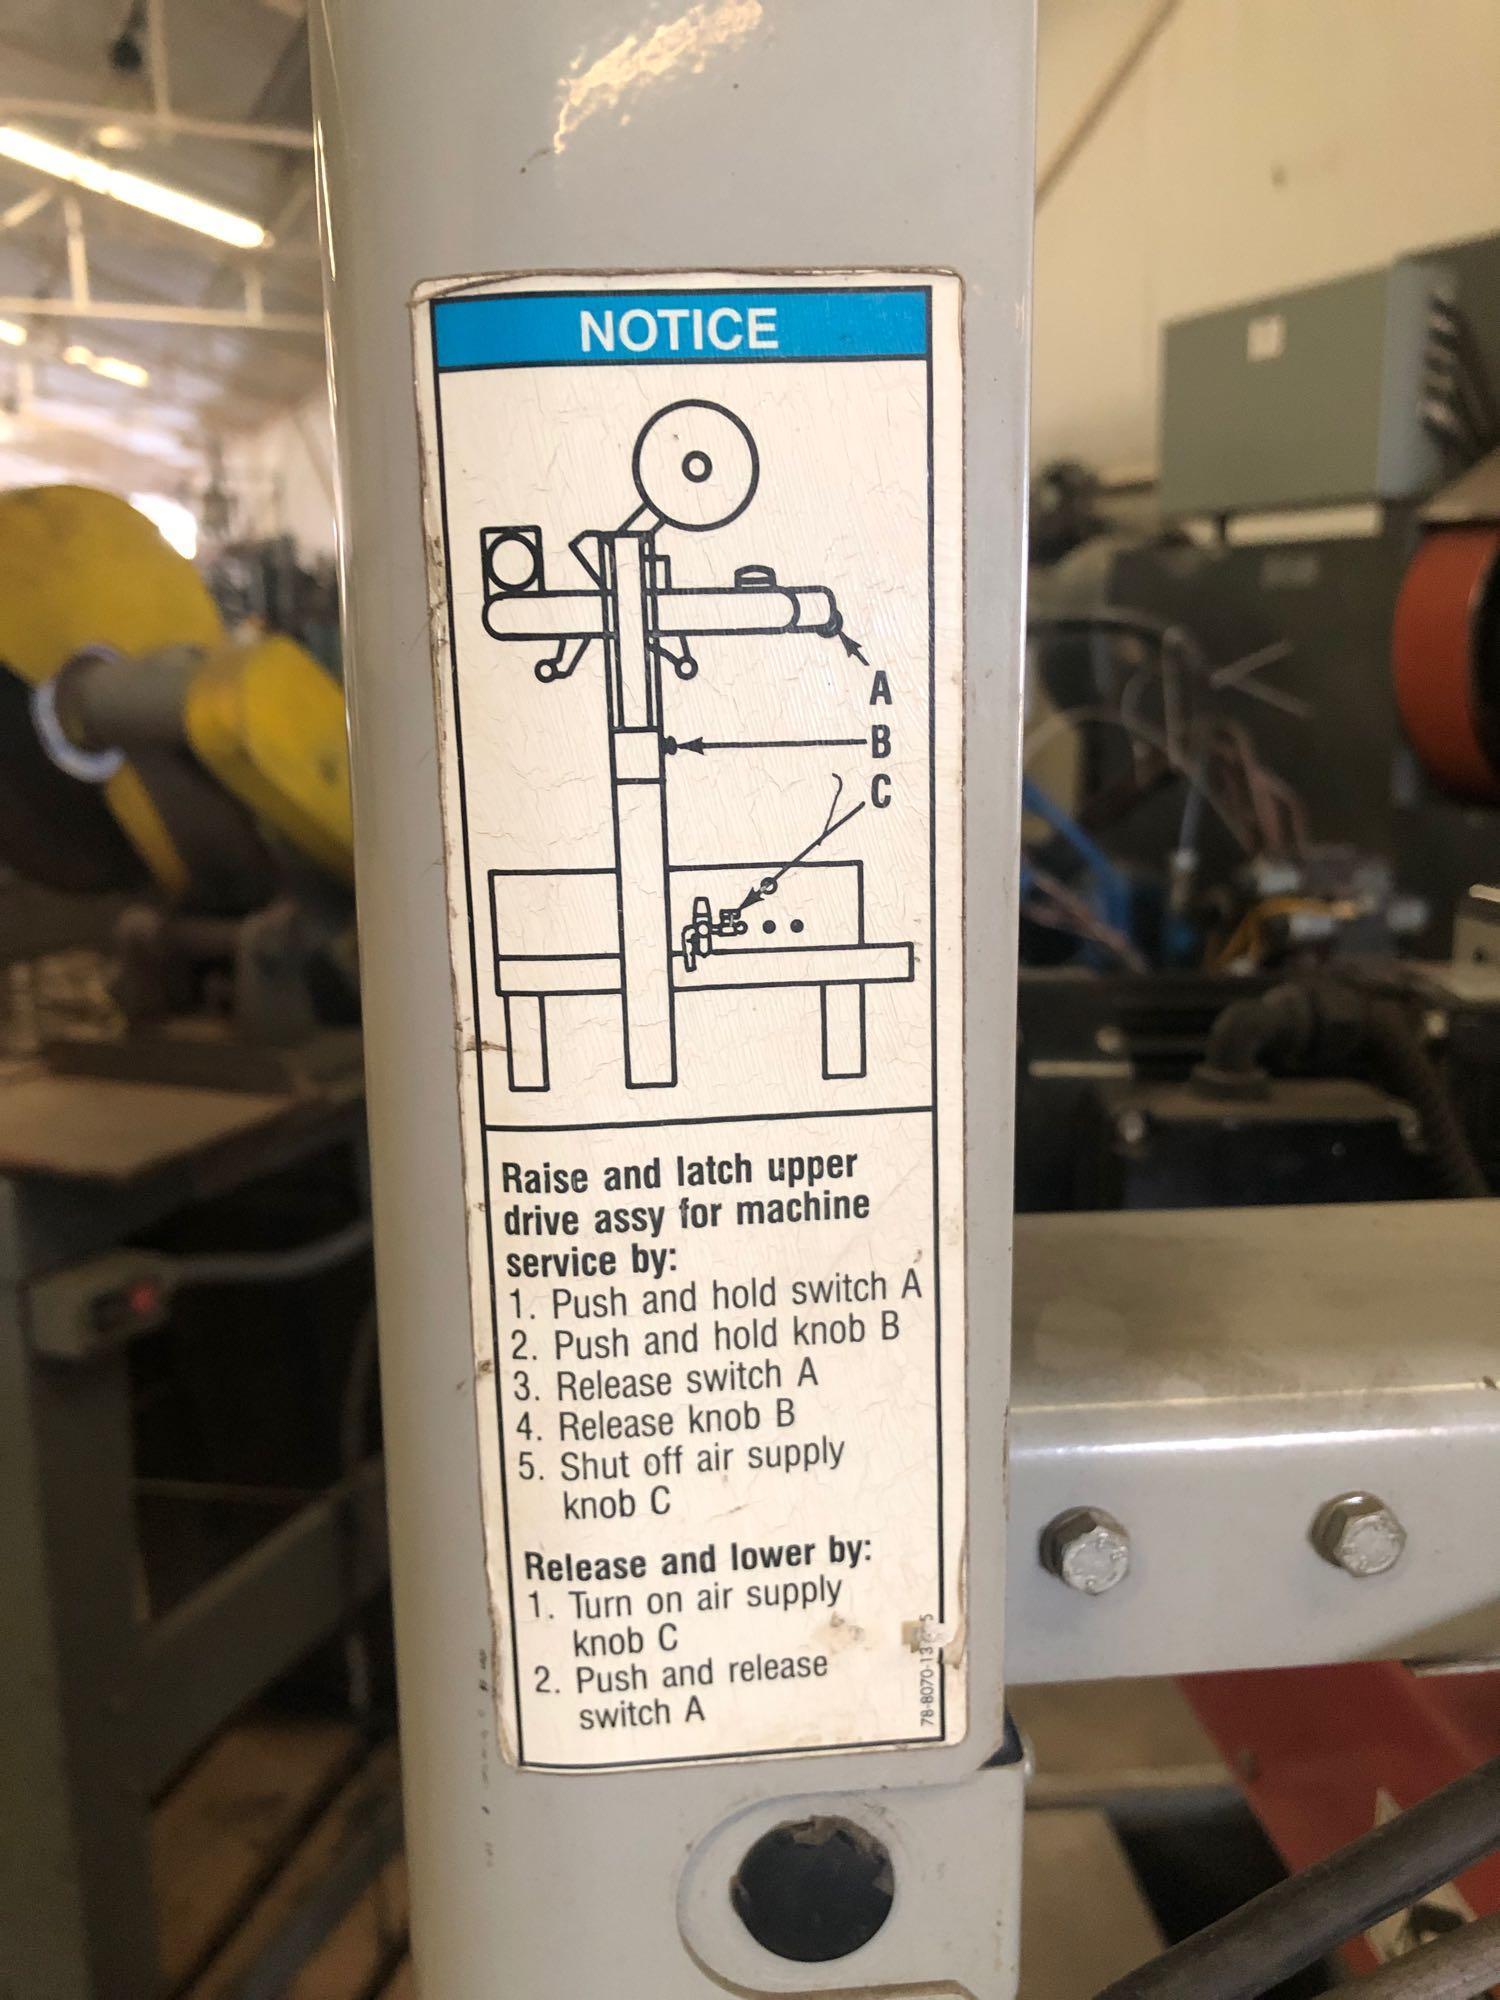 NOTICE
A
B
C
Raise and latch upper
drive assy for machine
service by:
1. Push and hold switch A
2. Push and hold knob B
3. Release switch A
4. Release knob B
5. Shut off air supply
knob C
Release and lower by:
1. Turn on air supply
knob C
2. Push and release
switch A